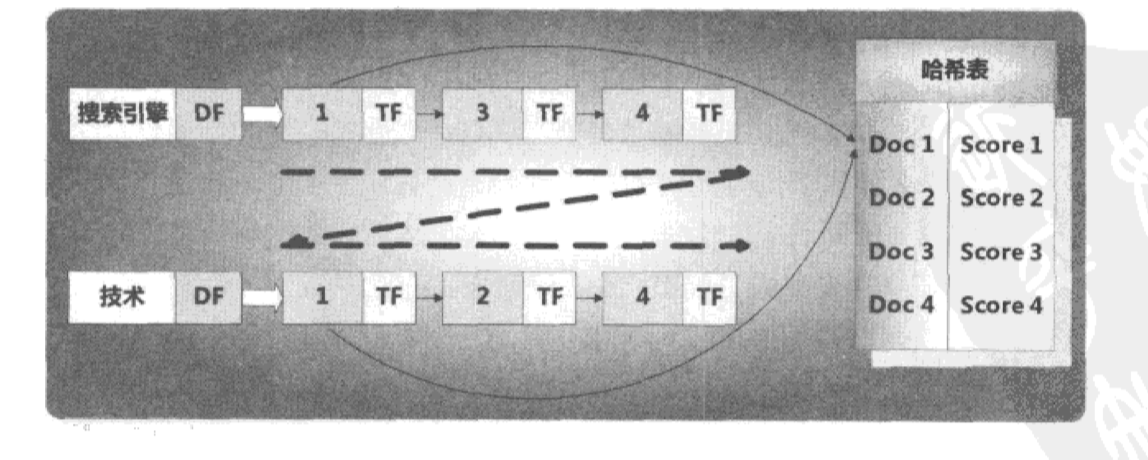 哈希表
搜索引擎 DF 1 TF 3 TF 4 TF
Doc 1 Score 1
Doc 2 Score 2
Doc 3 Score 3
技术 DF 1 TF 2 TF 4 TF
Doc 4 Score 4